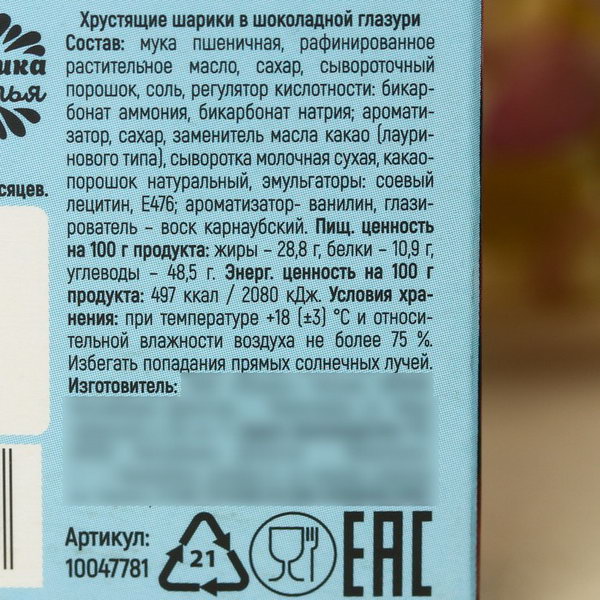 Хрустящие шарики в шоколадной глазури
Состав: мука пшеничная, рафинированное
растительное масло, сахар, сывороточный
порошок, соль, регулятор кислотности: бикар-
бонат аммония, бикарбонат натрия; аромати-
затор, сахар, заменитель масла какао (лаури-
нового типа), сыворотка молочная сухая, какао-
порошок натуральный, эмульгаторы: соевый
лецитин, Е476; ароматизатор- ванилин, глази-
рователь – воск карнаубский. Пищ. ценность
на 100 г продукта: жиры – 28,8 г, белки – 10,9 г,
углеводы – 48,5 г. Энерг. ценность на 100 г
продукта: 497 ккал / 2080 кДж. Условия хра-
нения: при температуре +18 (±3) °С и относи-
тельной влажности воздуха не более 75 %.
Избегать попадания прямых солнечных лучей.
Изготовитель:
Артикул:
10047781
21
EAC